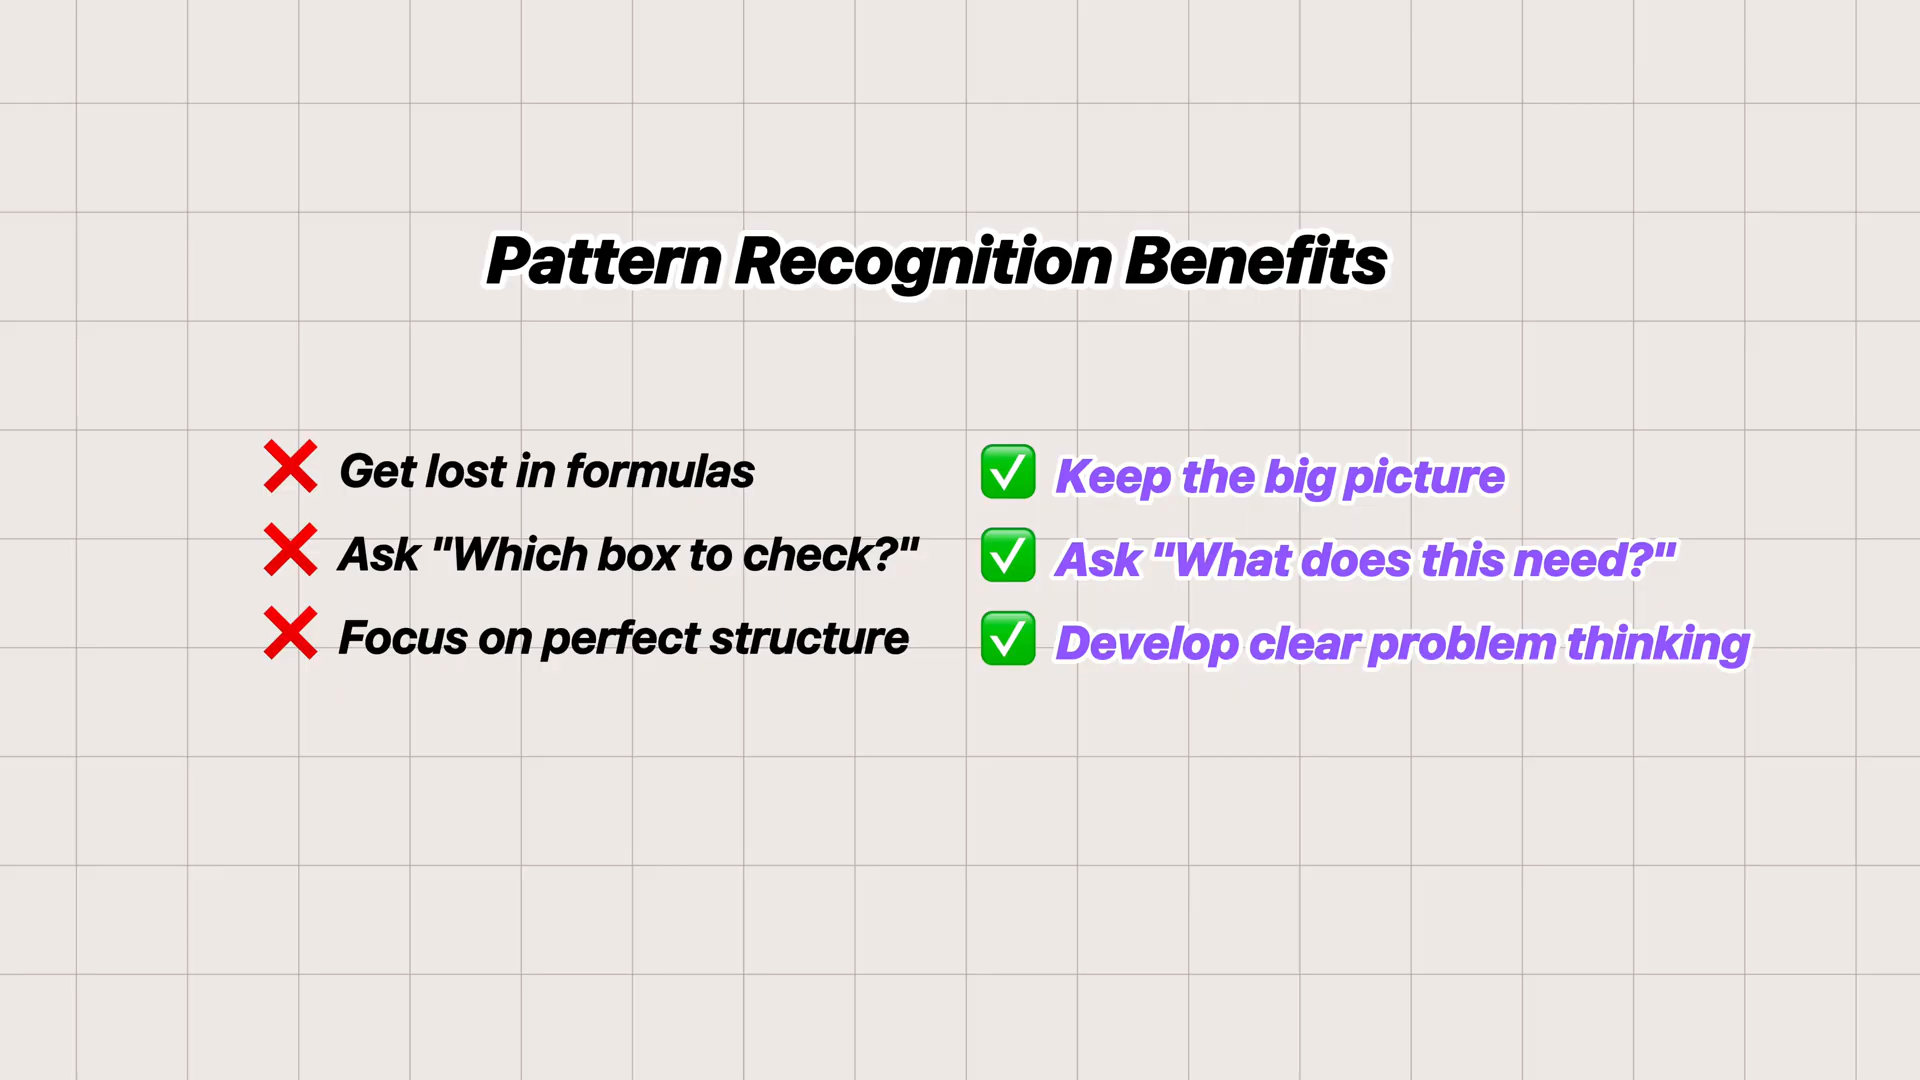 Pattern Recognition Benefits
❌ Get lost in formulas
❌ Ask "Which box to check?"
❌ Focus on perfect structure
✅ Keep the big picture
✅ Ask "What does this need?"
✅ Develop clear problem thinking